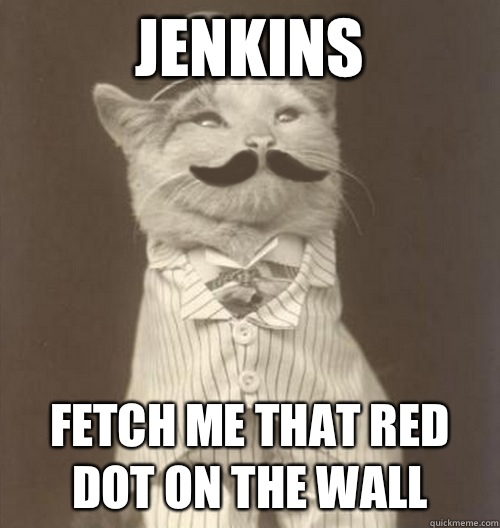 JENKINS
FETCH ME THAT RED
DOT ON THE WALL
quickmeme.com